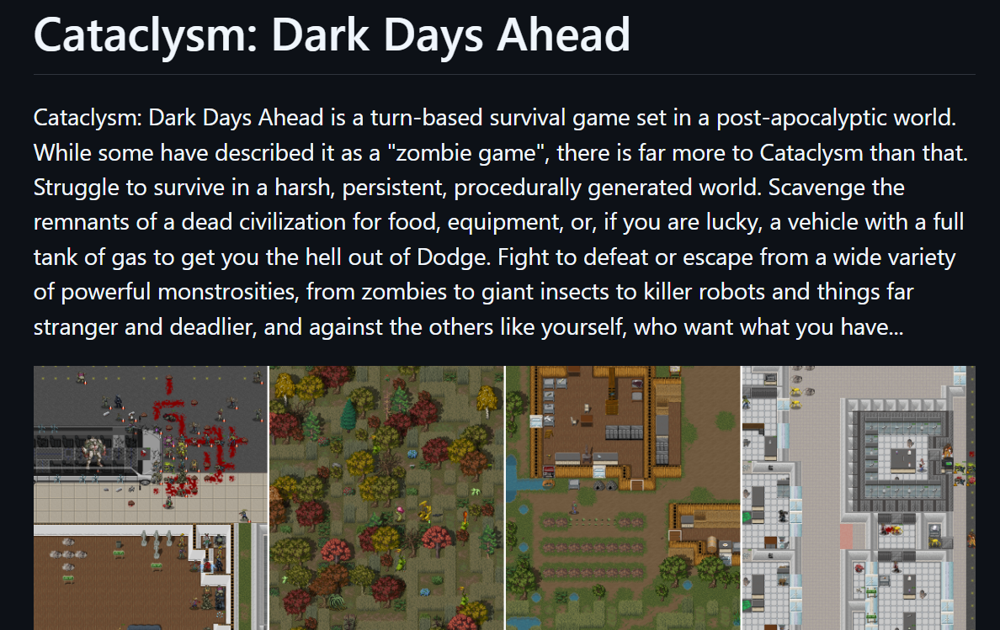 Cataclysm: Dark Days Ahead
Cataclysm: Dark Days Ahead is a turn-based survival game set in a post-apocalyptic world.
While some have described it as a "zombie game", there is far more to Cataclysm than that.
Struggle to survive in a harsh, persistent, procedurally generated world. Scavenge the
remnants of a dead civilization for food, equipment, or, if you are lucky, a vehicle with a full
tank of gas to get you the hell out of Dodge. Fight to defeat or escape from a wide variety
of powerful monstrosities, from zombies to giant insects to killer robots and things far
stranger and deadlier, and against the others like yourself, who want what you have...